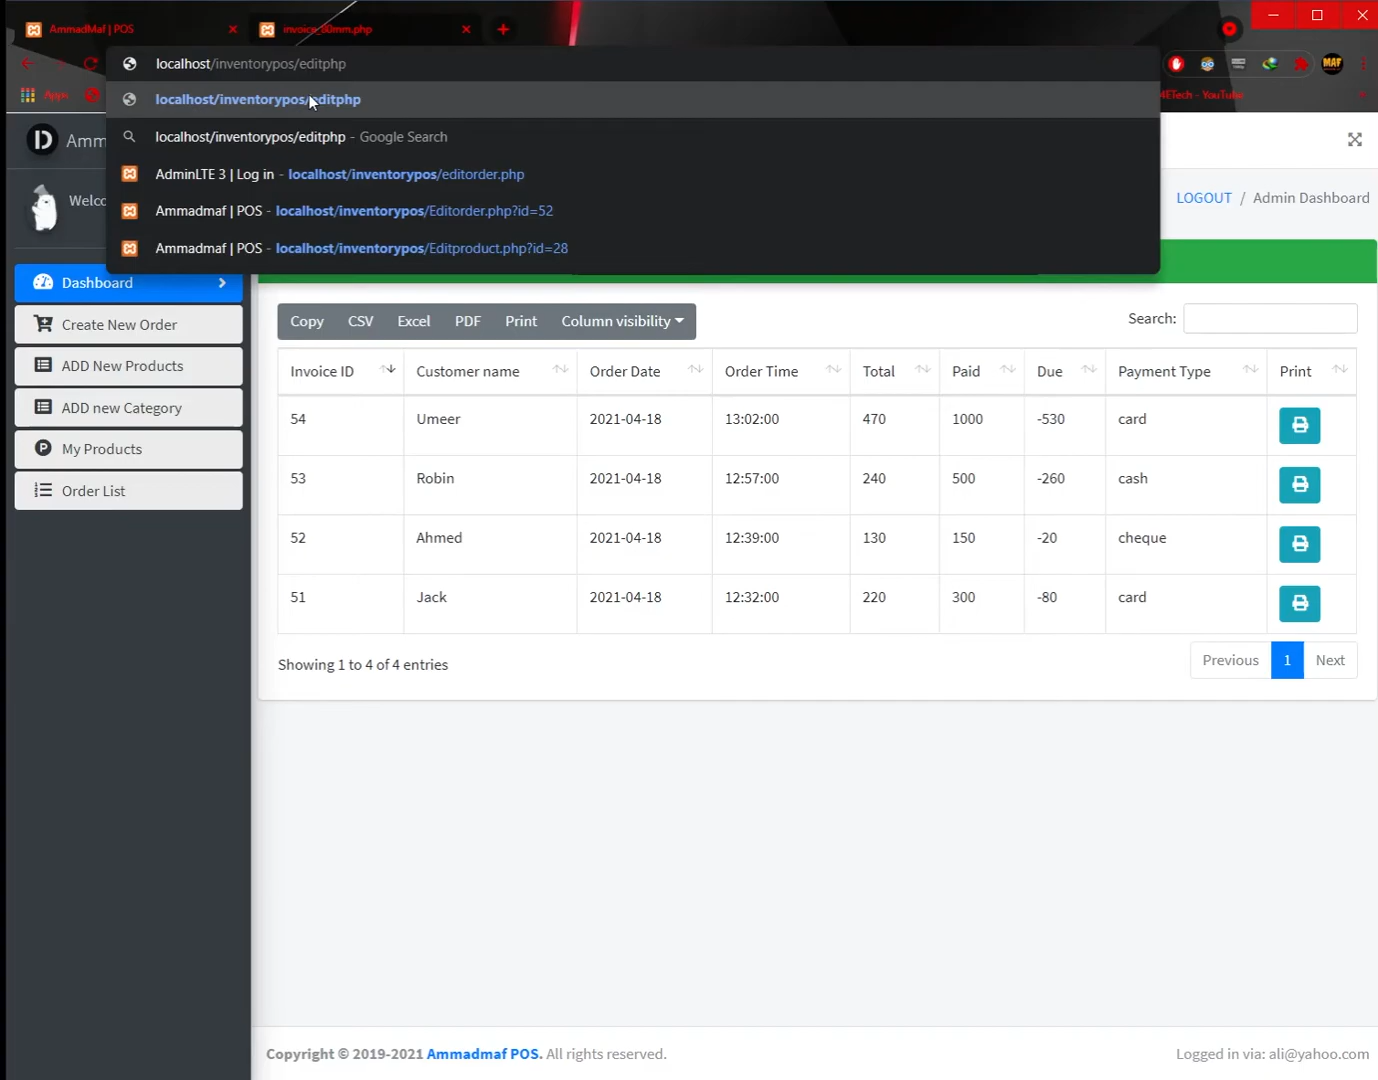 AmmadMaf | POS
invoice_80mm.php
localhost/inventorypos/editphp
localhost/inventorypos/editphp
localhost/inventorypos/editphp - Google Search
AdminLTE 3 | Log in - localhost/inventorypos/editorder.php
Ammadmaf | POS - localhost/inventorypos/Editorder.php?id=52
Ammadmaf | POS - localhost/inventorypos/Editproduct.php?id=28
MAF
Apps
4ETech - YouTube
Amm
Welco
LOGOUT / Admin Dashboard
Dashboard
Create New Order
ADD New Products
ADD new Category
My Products
Order List
Copy CSV Excel PDF Print Column visibility
Search:
Invoice ID Customer name Order Date Order Time Total Paid Due Payment Type Print
54 Umeer 2021-04-18 13:02:00 470 1000 -530 card
53 Robin 2021-04-18 12:57:00 240 500 -260 cash
52 Ahmed 2021-04-18 12:39:00 130 150 -20 cheque
51 Jack 2021-04-18 12:32:00 220 300 -80 card
Showing 1 to 4 of 4 entries
Previous 1 Next
Copyright © 2019-2021 Ammadmaf POS. All rights reserved.
Logged in via: ali@yahoo.com